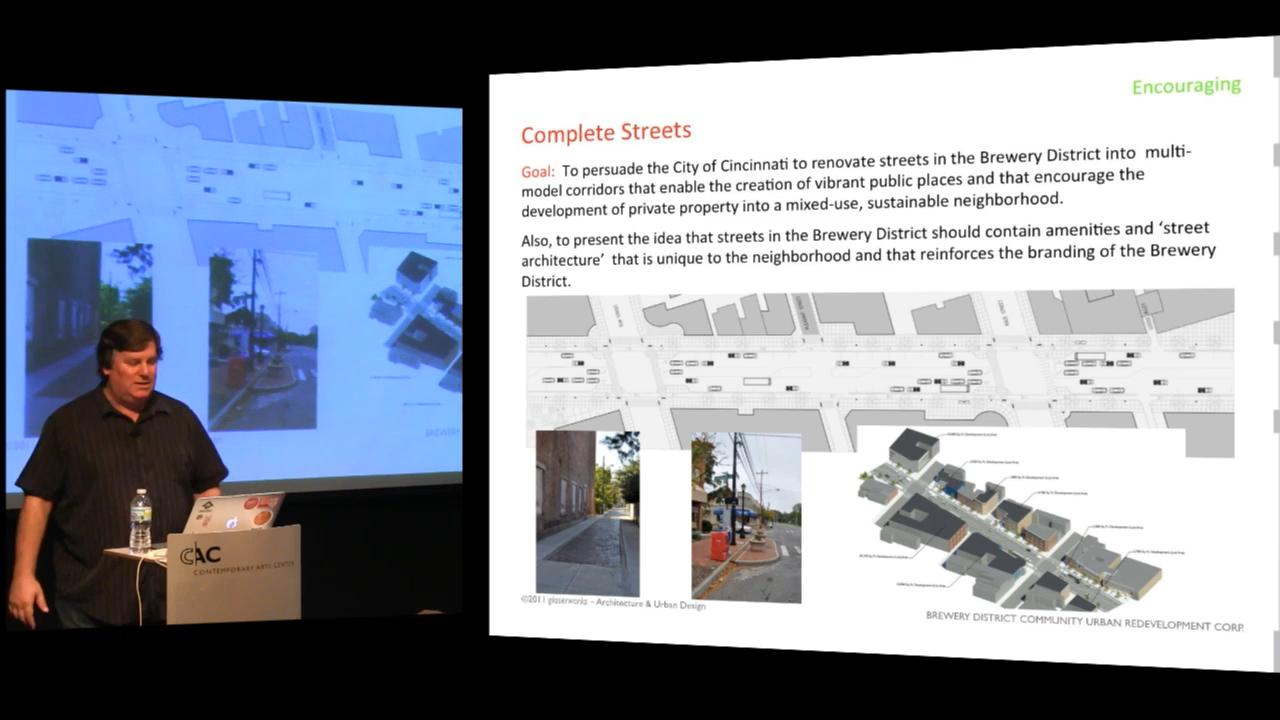 Encouraging
Complete Streets
Goal: To persuade the City of Cincinnati to renovate streets in the Brewery District into multi-
model corridors that enable the creation of vibrant public places and that encourage the
development of private property into a mixed-use, sustainable neighborhood.
Also, to present the idea that streets in the Brewery District should contain amenities and ‘street
architecture’ that is unique to the neighborhood and that reinforces the branding of the Brewery
District.
©2011 glaserworks – Architecture & Urban Design
BREWERY DISTRICT COMMUNITY URBAN REDEVELOPMENT CORP.
CAC
CONTEMPORARY ARTS CENTER
BREWERY